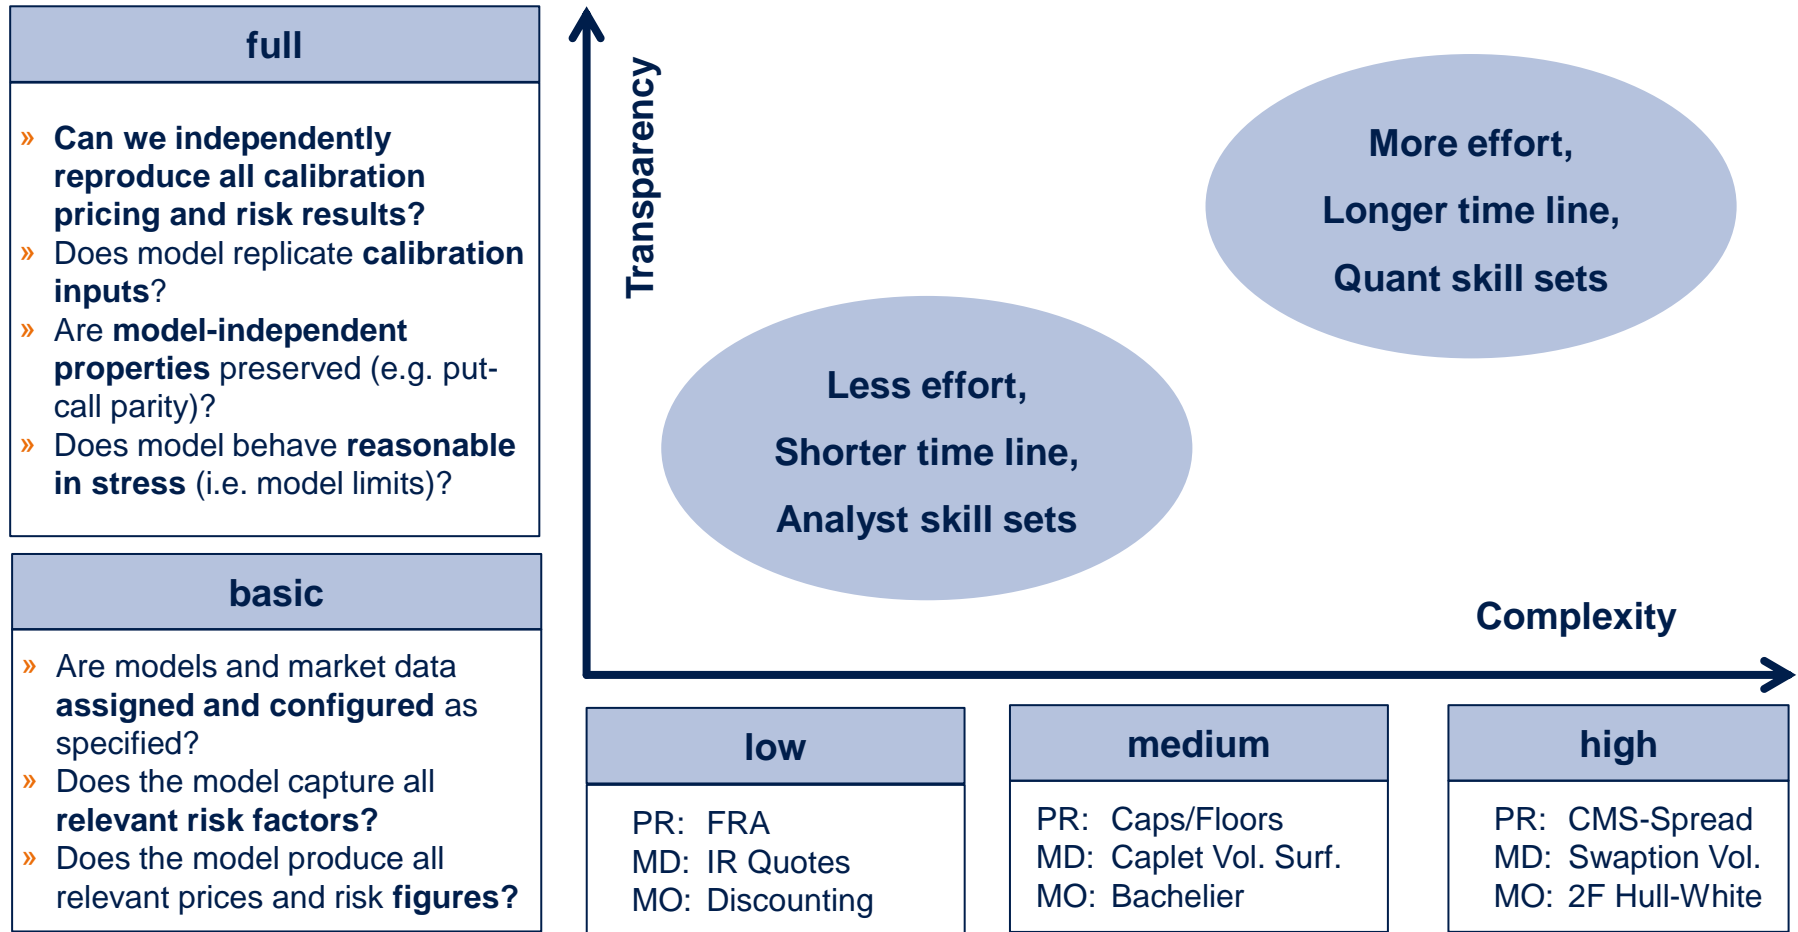 full
» Can we independently
reproduce all calibration
pricing and risk results?
» Does model replicate calibration
inputs?
» Are model-independent
properties preserved (e.g. put-
call parity)?
» Does model behave reasonable
in stress (i.e. model limits)?
basic
» Are models and market data
assigned and configured as
specified?
» Does the model capture all
relevant risk factors?
» Does the model produce all
relevant prices and risk figures?
Transparency
More effort,
Longer time line,
Quant skill sets
Less effort,
Shorter time line,
Analyst skill sets
Complexity
low
PR: FRA
MD: IR Quotes
MO: Discounting
medium
PR: Caps/Floors
MD: Caplet Vol. Surf.
MO: Bachelier
high
PR: CMS-Spread
MD: Swaption Vol.
MO: 2F Hull-White